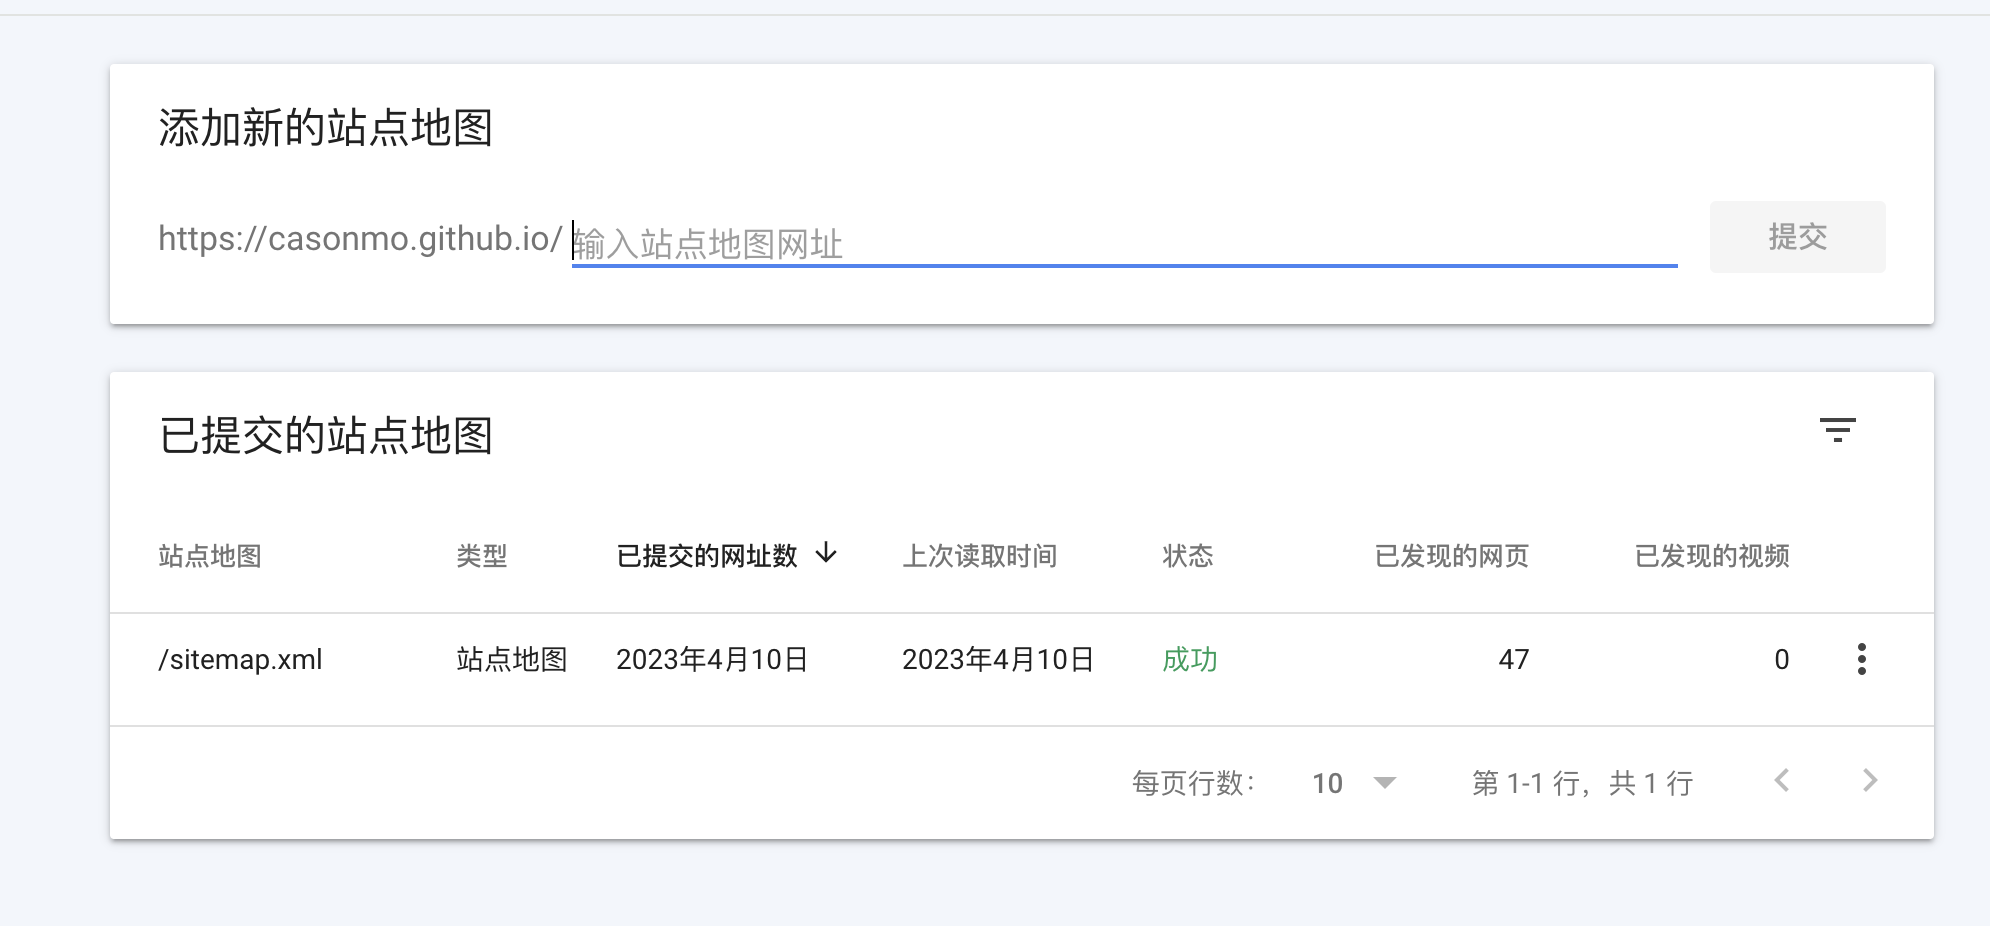 添加新的站点地图
https://casonmo.github.io/ 输入站点地图网址 提交
已提交的站点地图
站点地图 类型 已提交的网址数 上次读取时间 状态 已发现的网页 已发现的视频
/sitemap.xml 站点地图 2023年4月10日 2023年4月10日 成功 47 0
每页行数： 10 第 1-1 行，共 1 行